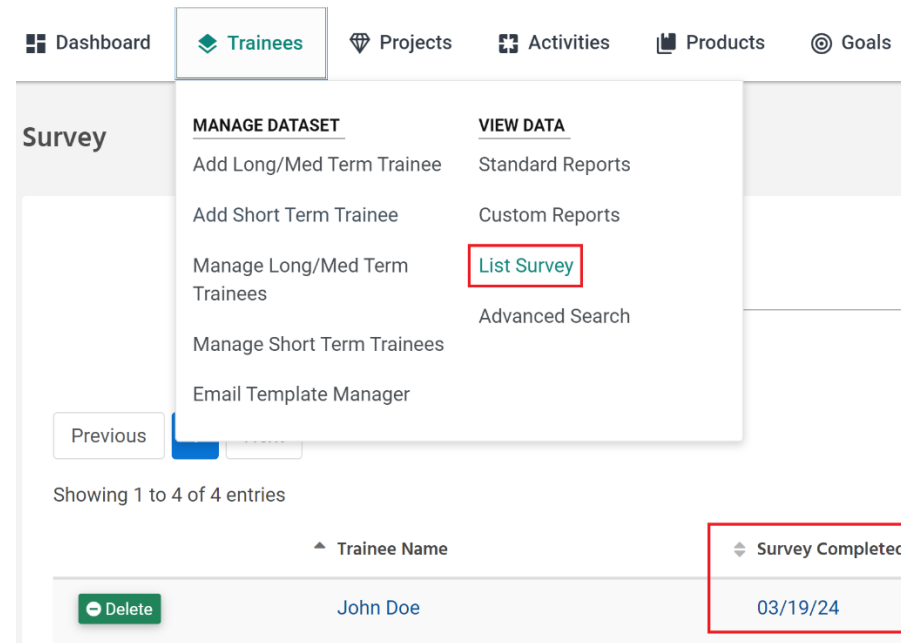 Dashboard
Trainees
Projects
Activities
Products
Goals
Survey
MANAGE DATASET
Add Long/Med Term Trainee
Add Short Term Trainee
Manage Long/Med Term
Trainees
Manage Short Term Trainees
Email Template Manager
VIEW DATA
Standard Reports
Custom Reports
List Survey
Advanced Search
Previous
Showing 1 to 4 of 4 entries
Trainee Name
Survey Completed
Delete
John Doe
03/19/24